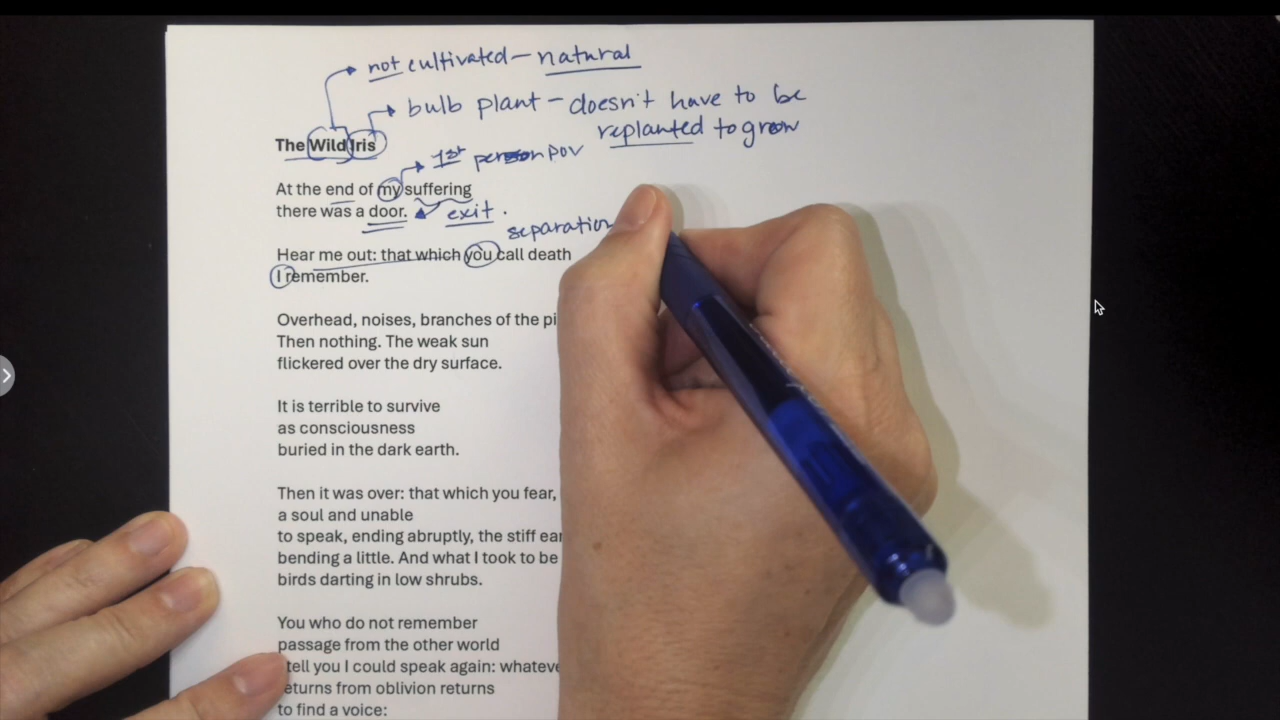 not cultivated — natural
bulb plant — doesn't have to be
replanted to grow
The Wild Iris
1st person POV
At the end of my suffering
there was a door.
exit.
separation
Hear me out: that which you call death
I remember.
Overhead, noises, branches of the pi
Then nothing. The weak sun
flickered over the dry surface.
It is terrible to survive
as consciousness
buried in the dark earth.
Then it was over: that which you fear,
a soul and unable
to speak, ending abruptly, the stiff ear
bending a little. And what I took to be
birds darting in low shrubs.
You who do not remember
passage from the other world
tell you I could speak again: whateve
eturns from oblivion returns
to find a voice: